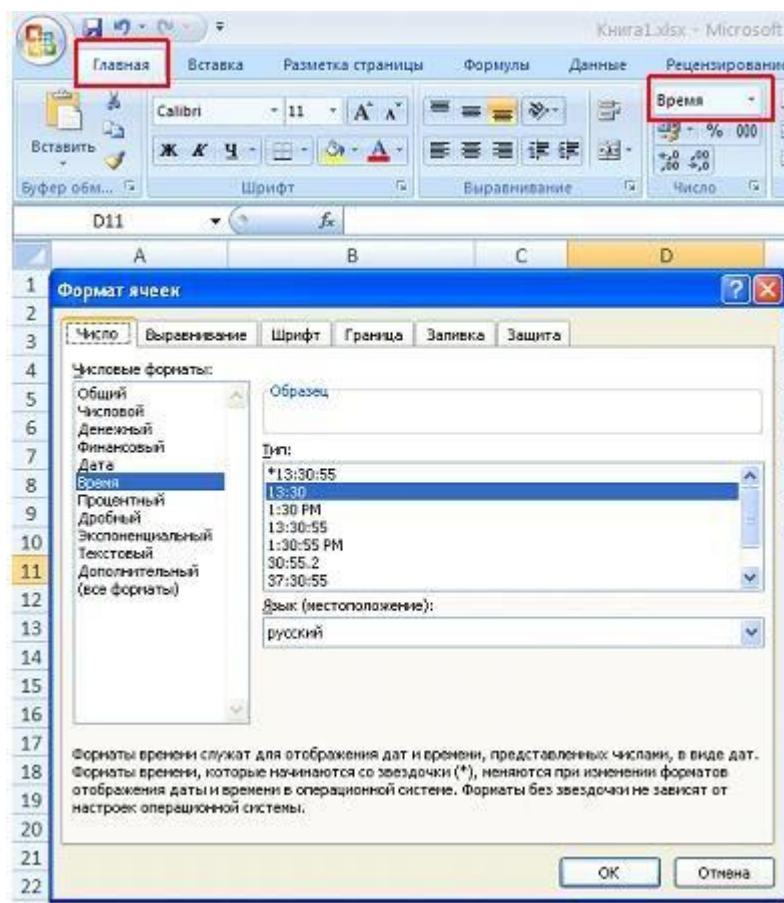 Книга1.xlsx - Microsoft
Главная Вставка Разметка страницы Формулы Данные Рецензирование
Calibri 11 А А Время
Вставить Ж К Ч А % 000
,0 ,00 ,00 ,0
Буфер обм... Шрифт Выравнивание Число
D11 fx
A B C D
1
Формат ячеек
2
3
Число Выравнивание Шрифт Граница Заливка Защита
4
Числовые форматы:
5
Общий
Образец
Числовой
6
Денежный
Финансовый
Тип:
7
Дата
*13:30:55
8
Время
13:30
Процентный
1:30 PM
9
Дробный
13:30:55
10
Экспоненциальный
1:30:55 PM
Текстовый
30:55.2
11
Дополнительный
37:30:55
(все форматы)
12
Язык (местоположение):
13
русский
14
15
16
17
Форматы времени служат для отображения дат и времени, представленных числами, в виде дат.
18
Форматы времени, которые начинаются со звездочки (*), меняются при изменении форматов
19
отображения даты и времени в операционной системе. Форматы без звездочки не зависят от
настроек операционной системы.
20
21
22
ОК Отмена